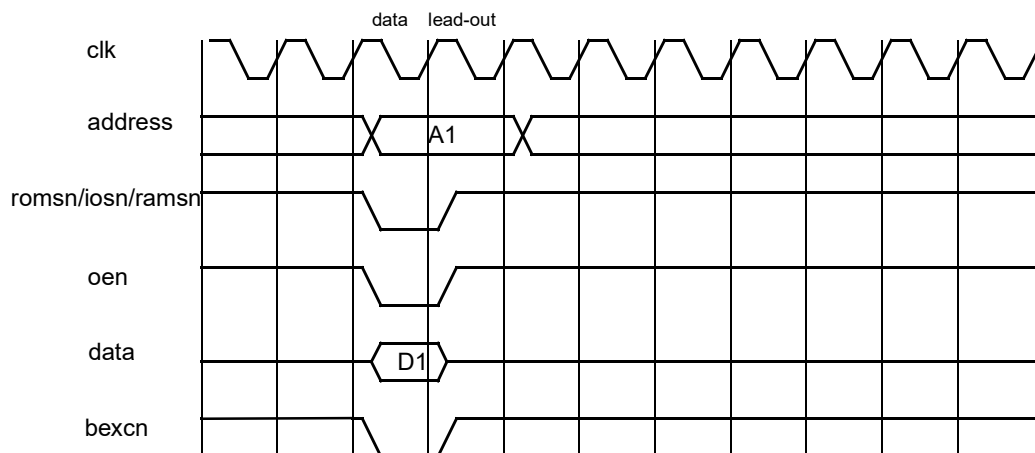 data lead-out
clk
address
A1
romsn/iosn/ramsn
oen
data
D1
bexcn